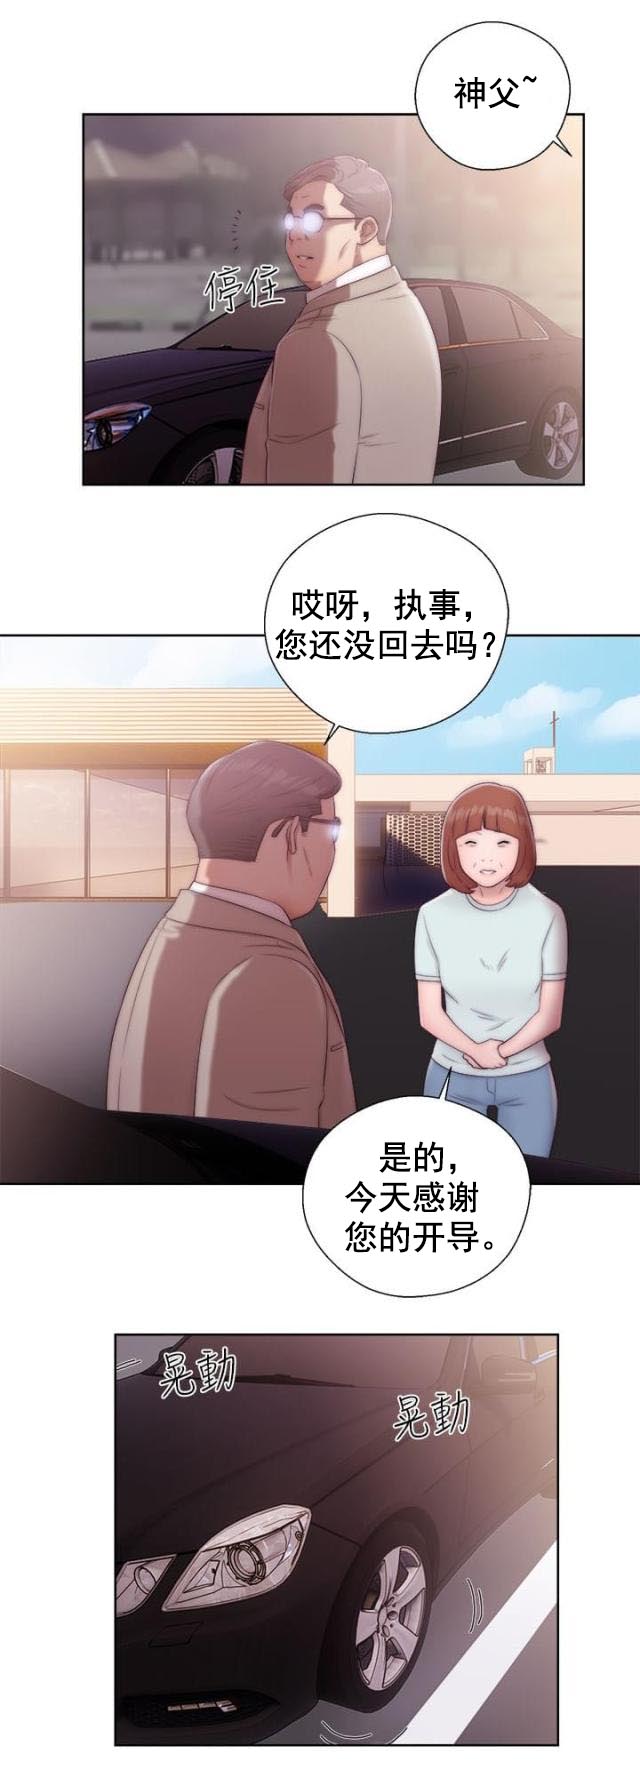 神父~
停住
哎呀，执事，
您还没回去吗？
是的，
今天感谢
您的开导。
晃動
晃動